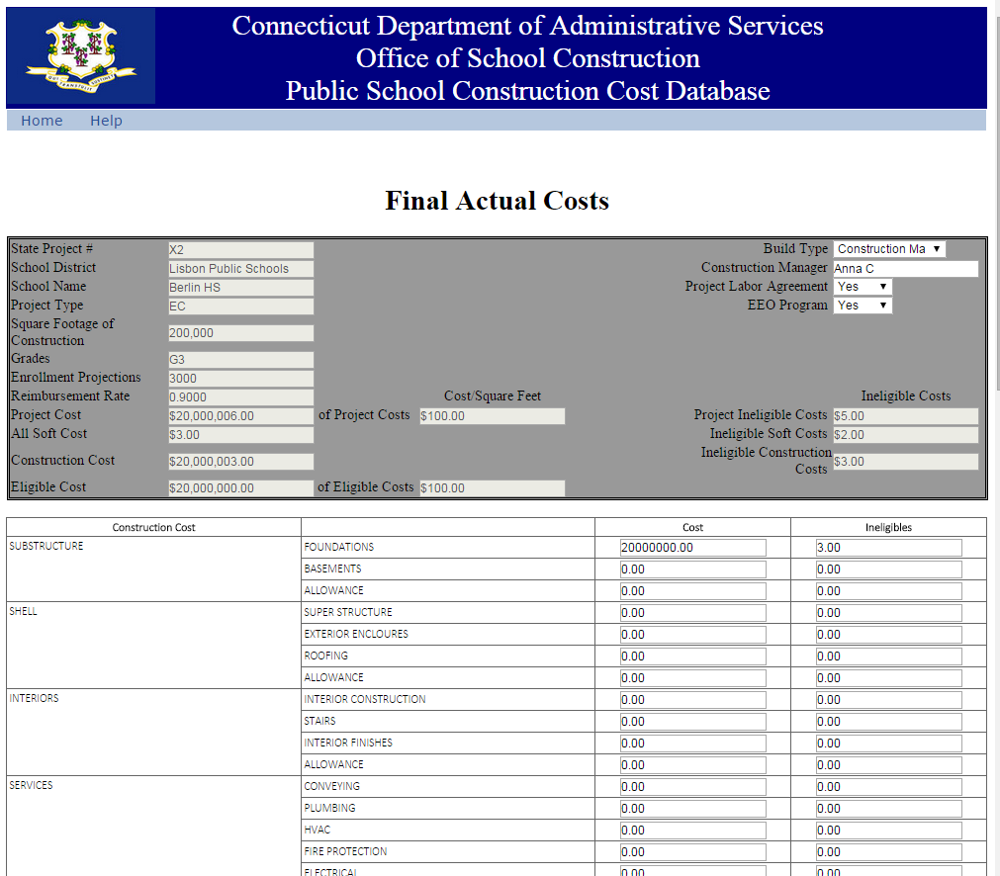 Connecticut Department of Administrative Services
Office of School Construction
Public School Construction Cost Database
Home Help
Final Actual Costs
State Project # X2 Build Type Construction Ma
School District Lisbon Public Schools Construction Manager Anna C
School Name Berlin HS Project Labor Agreement Yes
Project Type EC EEO Program Yes
Square Footage of
Construction 200,000
Grades G3
Enrollment Projections 3000
Reimbursement Rate 0.9000 Cost/Square Feet Ineligible Costs
Project Cost $20,000,006.00 of Project Costs $100.00 Project Ineligible Costs $5.00
All Soft Cost $3.00 Ineligible Soft Costs $2.00
Construction Cost $20,000,003.00 Ineligible Construction
Costs $3.00
Eligible Cost $20,000,000.00 of Eligible Costs $100.00
Construction Cost Cost Ineligibles
SUBSTRUCTURE FOUNDATIONS 20000000.00 3.00
BASEMENTS 0.00 0.00
ALLOWANCE 0.00 0.00
SHELL SUPER STRUCTURE 0.00 0.00
EXTERIOR ENCLOURES 0.00 0.00
ROOFING 0.00 0.00
ALLOWANCE 0.00 0.00
INTERIORS INTERIOR CONSTRUCTION 0.00 0.00
STAIRS 0.00 0.00
INTERIOR FINISHES 0.00 0.00
ALLOWANCE 0.00 0.00
SERVICES CONVEYING 0.00 0.00
PLUMBING 0.00 0.00
HVAC 0.00 0.00
FIRE PROTECTION 0.00 0.00
ELECTRICAL 0.00 0.00